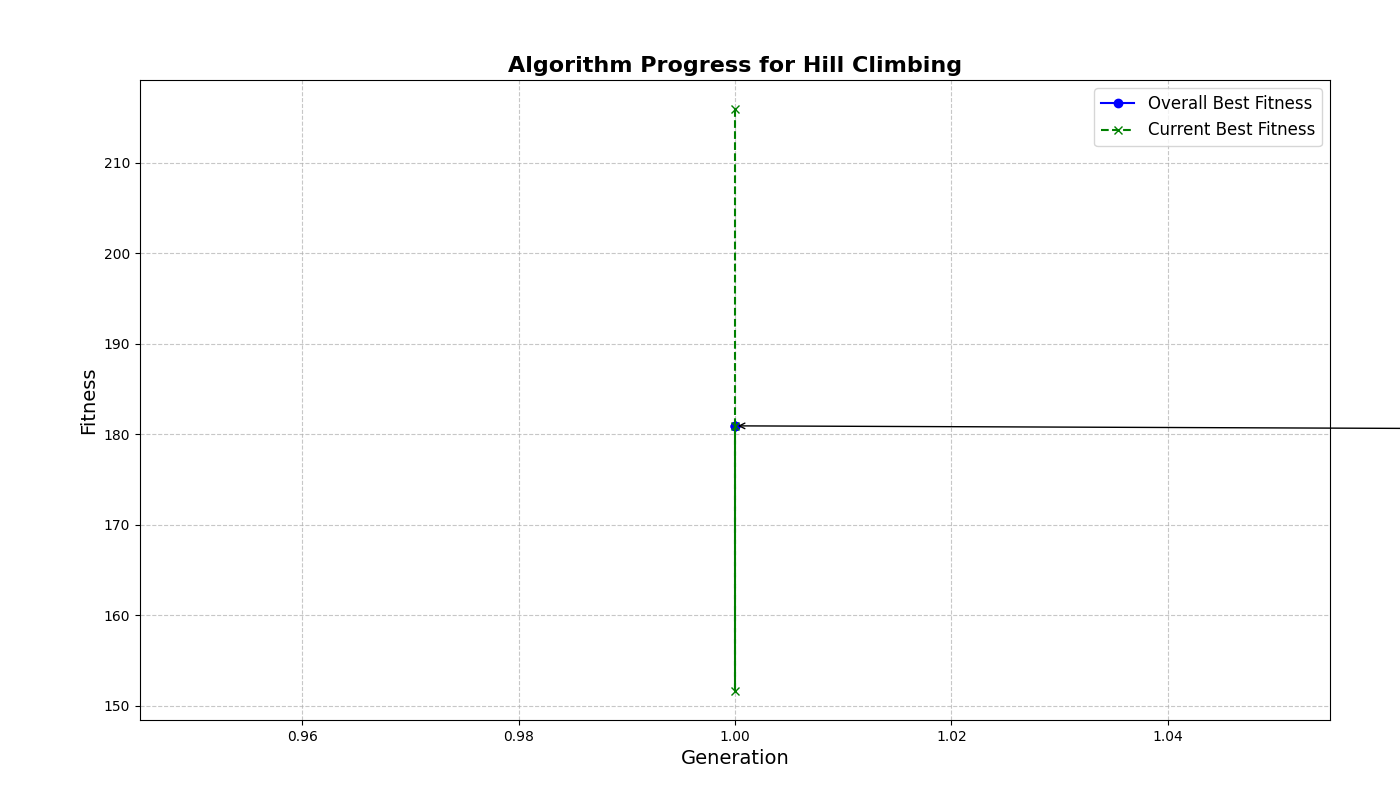 Algorithm Progress for Hill Climbing
Overall Best Fitness
Current Best Fitness
210
200
190
180
170
160
150
Fitness
0.96
0.98
1.00
1.02
1.04
Generation